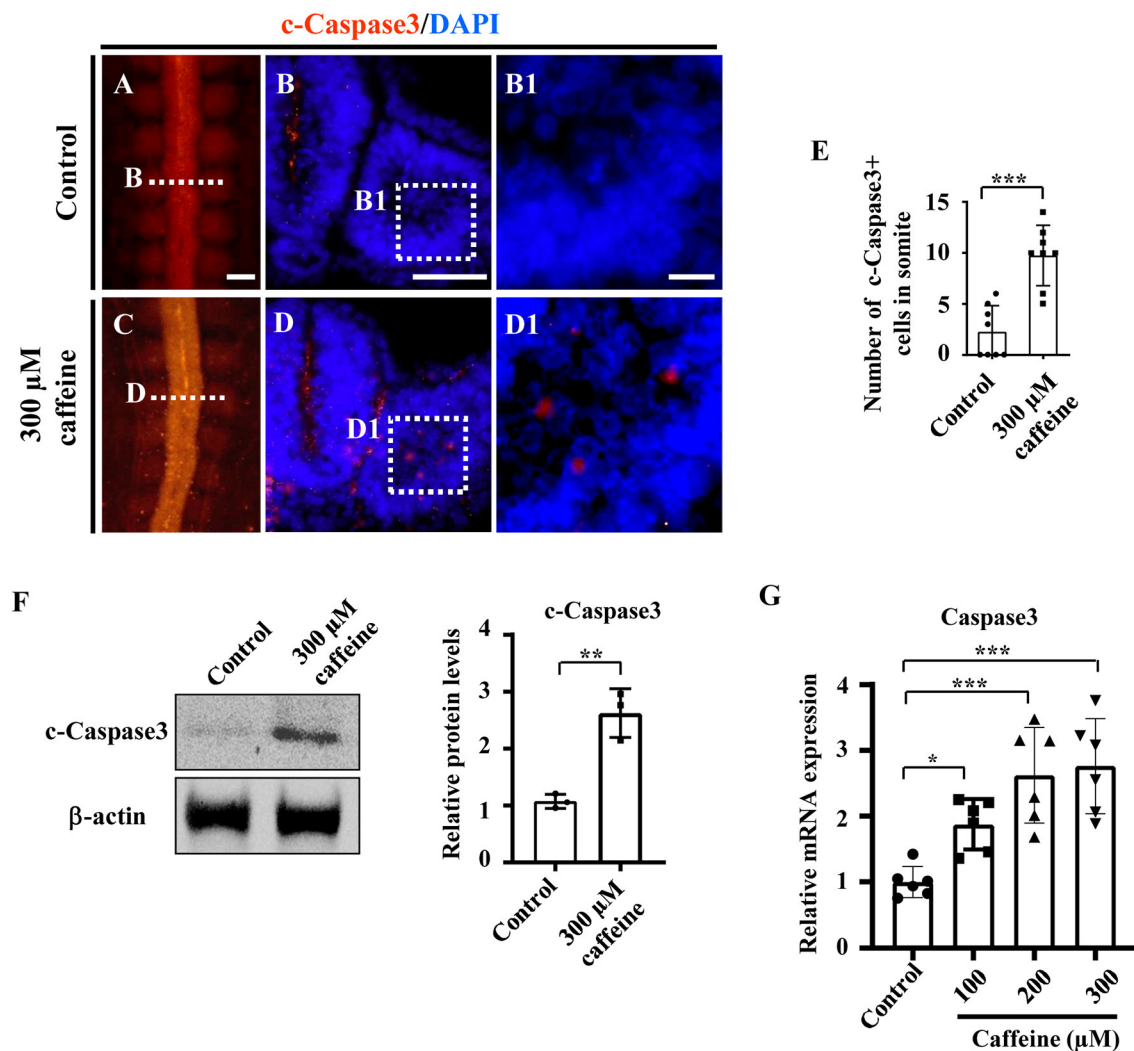 c-Caspase3/DAPI
Control
A
B
B
B1
B1
300 μM
caffeine
C
D
D
D1
D1
E
***
Number of c-Caspase3+
cells in somite
15
10
5
0
Control
300 μM
caffeine
F
Control
300 μM
caffeine
c-Caspase3
β-actin
c-Caspase3
**
Relative protein levels
4
3
2
1
0
Control
300 μM
caffeine
G
Caspase3
***
***
*
Relative mRNA expression
4
3
2
1
0
Control
100
200
300
Caffeine (μM)